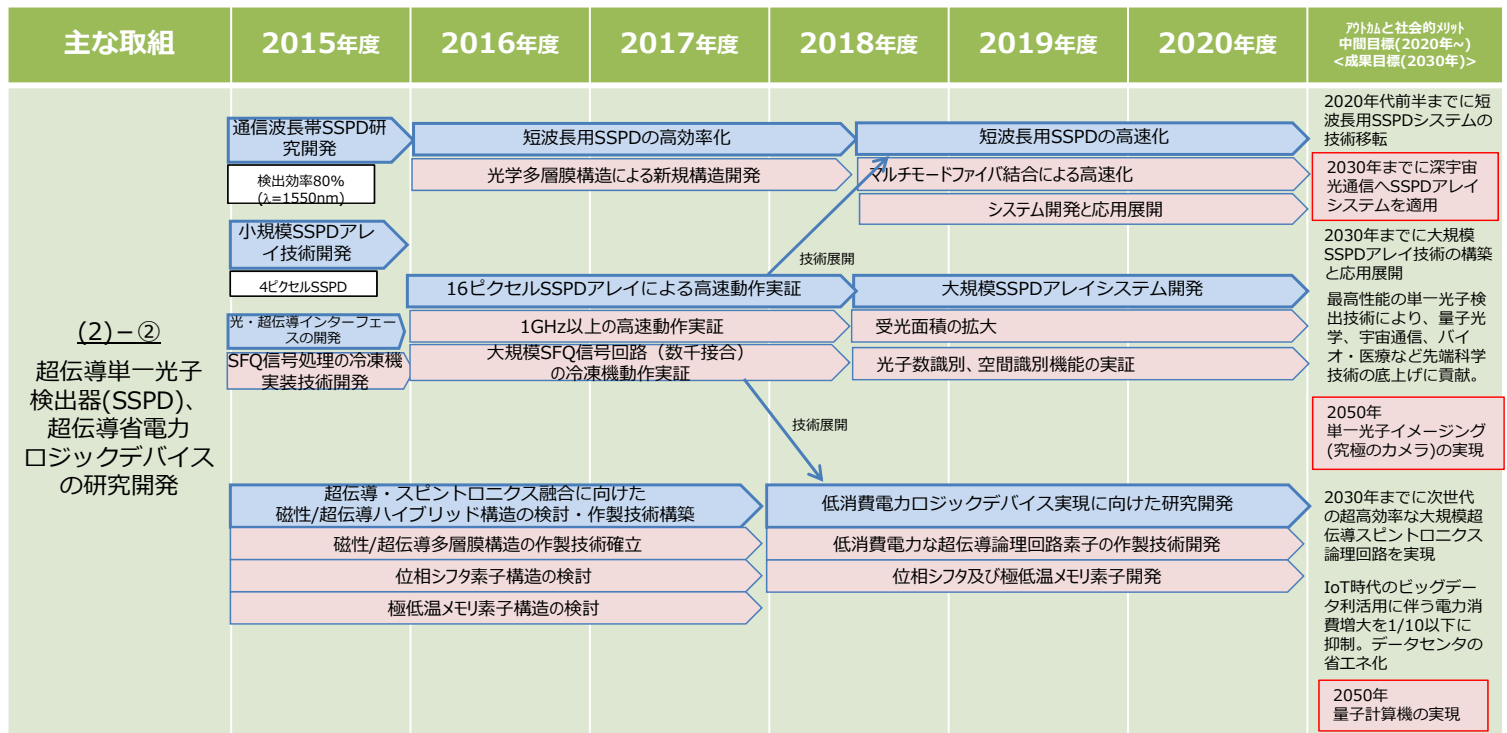 主な取組
2015年度
2016年度
2017年度
2018年度
2019年度
2020年度
ｱｳﾄｶﾑと社会的ﾒﾘｯﾄ
中間目標(2020年~)
<成果目標(2030年)>
(2)−②
超伝導単一光子
検出器(SSPD)、
超伝導省電力
ロジックデバイス
の研究開発
通信波長帯SSPD研
究開発
検出効率80%
(λ=1550nm)
小規模SSPDアレ
イ技術開発
4ピクセルSSPD
光・超伝導インターフェー
スの開発
SFQ信号処理の冷凍機
実装技術開発
短波長用SSPDの高効率化
光学多層膜構造による新規構造開発
短波長用SSPDの高速化
マルチモードファイバ結合による高速化
システム開発と応用展開
技術展開
16ピクセルSSPDアレイによる高速動作実証
1GHz以上の高速動作実証
大規模SFQ信号回路（数千接合）
の冷凍機動作実証
大規模SSPDアレイシステム開発
受光面積の拡大
光子数識別、空間識別機能の実証
技術展開
超伝導・スピントロニクス融合に向けた
磁性/超伝導ハイブリッド構造の検討・作製技術構築
磁性/超伝導多層膜構造の作製技術確立
位相シフタ素子構造の検討
極低温メモリ素子構造の検討
低消費電力ロジックデバイス実現に向けた研究開発
低消費電力な超伝導論理回路素子の作製技術開発
位相シフタ及び極低温メモリ素子開発
2020年代前半までに短
波長用SSPDシステムの
技術移転
2030年までに深宇宙
光通信へSSPDアレイ
システムを適用
2030年までに大規模
SSPDアレイ技術の構築
と応用展開
最高性能の単一光子検
出技術により、量子光
学、宇宙通信、バイ
オ・医療など先端科学
技術の底上げに貢献。
2050年
単一光子イメージング
(究極のカメラ)の実現
2030年までに次世代
の超高効率な大規模超
伝導スピントロニクス
論理回路を実現
IoT時代のビッグデー
タ利活用に伴う電力消
費増大を1/10以下に
抑制。データセンタの
省エネ化
2050年
量子計算機の実現